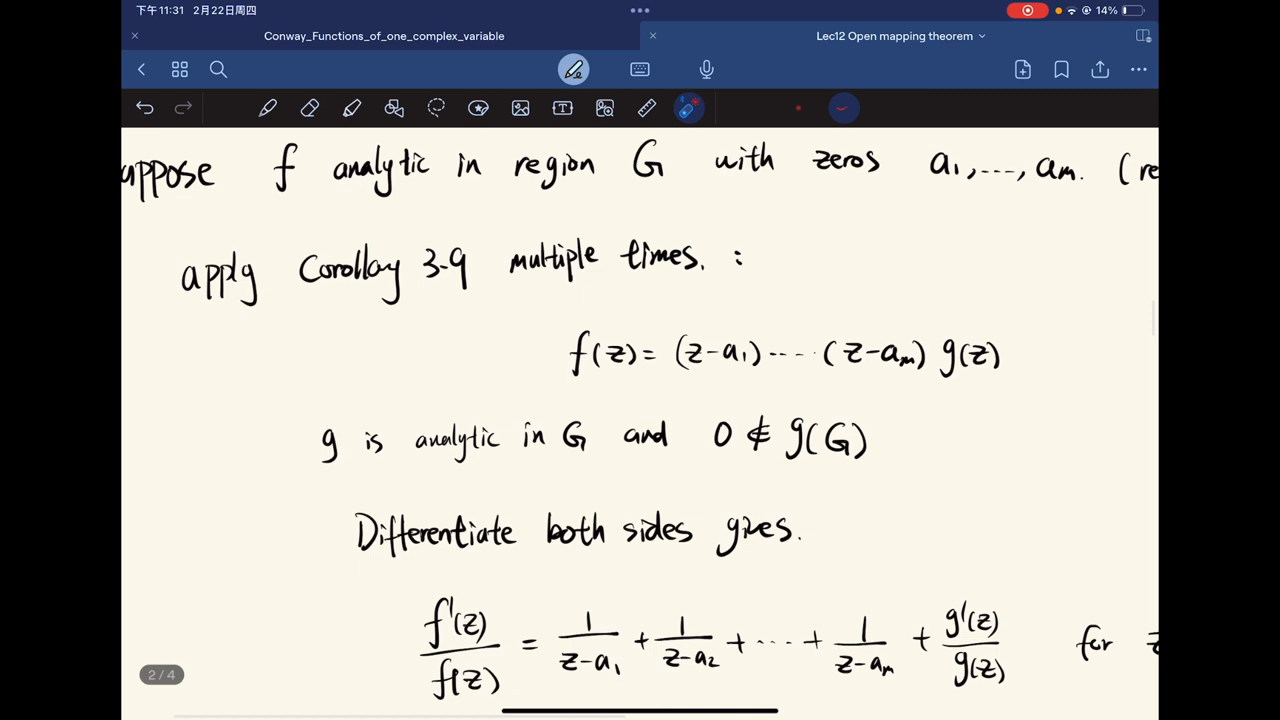 下午11:31 2月22日周四
14%
Conway_Functions_of_one_complex_variable
Lec12 Open mapping theorem
appose f analytic in region G with zeros a₁,---,aₘ. (re
apply Corollay 3-9 multiple times. :
f(z)= (z-a₁)----(z-aₘ) g(z)
g is analytic in G and 0 ∉ g(G)
Differentiate both sides gives.
f'(z)/f(z) = 1/(z-a₁) + 1/(z-a₂) + --- + 1/(z-aₘ) + g'(z)/g(z) for z
2/4